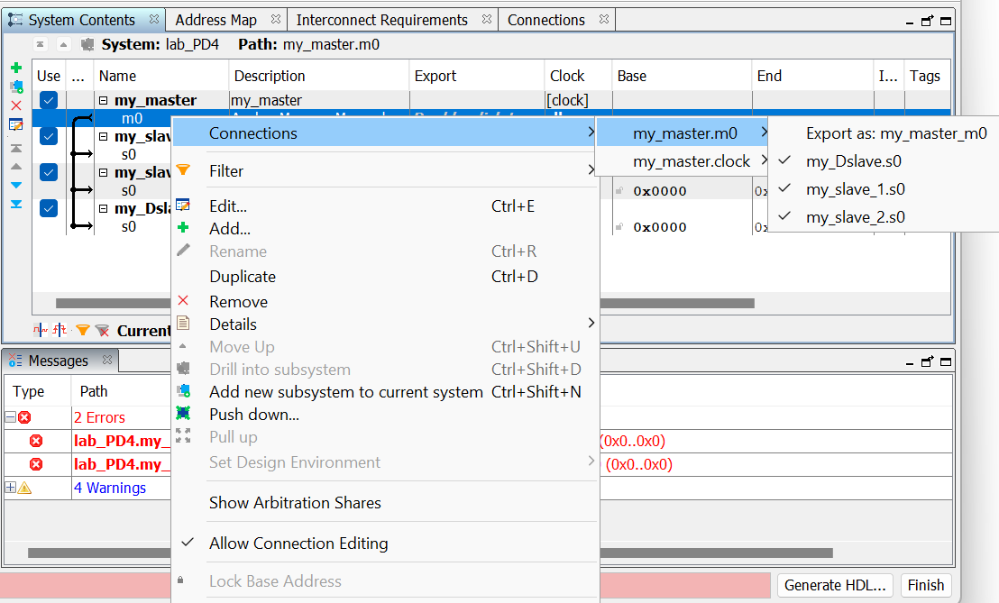 System Contents Address Map Interconnect Requirements Connections
System: lab_PD4 Path: my_master.m0
Use ... Name Description Export Clock Base End I... Tags
my_master my_master [clock]
m0
my_slav
s0
my_slav
s0 0x0000 0x
my_Dsla
s0 0x0000 0x
Connections
my_master.m0
my_master.clock
Export as: my_master_m0
my_Dslave.s0
my_slave_1.s0
my_slave_2.s0
Filter
Edit... Ctrl+E
Add...
Rename Ctrl+R
Duplicate Ctrl+D
Remove
Details
Move Up Ctrl+Shift+U
Drill into subsystem Ctrl+Shift+D
Add new subsystem to current system Ctrl+Shift+N
Push down...
Pull up
Set Design Environment
Show Arbitration Shares
Allow Connection Editing
Lock Base Address
Current
Messages
Type Path
2 Errors
lab_PD4.my_ (0x0..0x0)
lab_PD4.my_ (0x0..0x0)
4 Warnings
Generate HDL... Finish